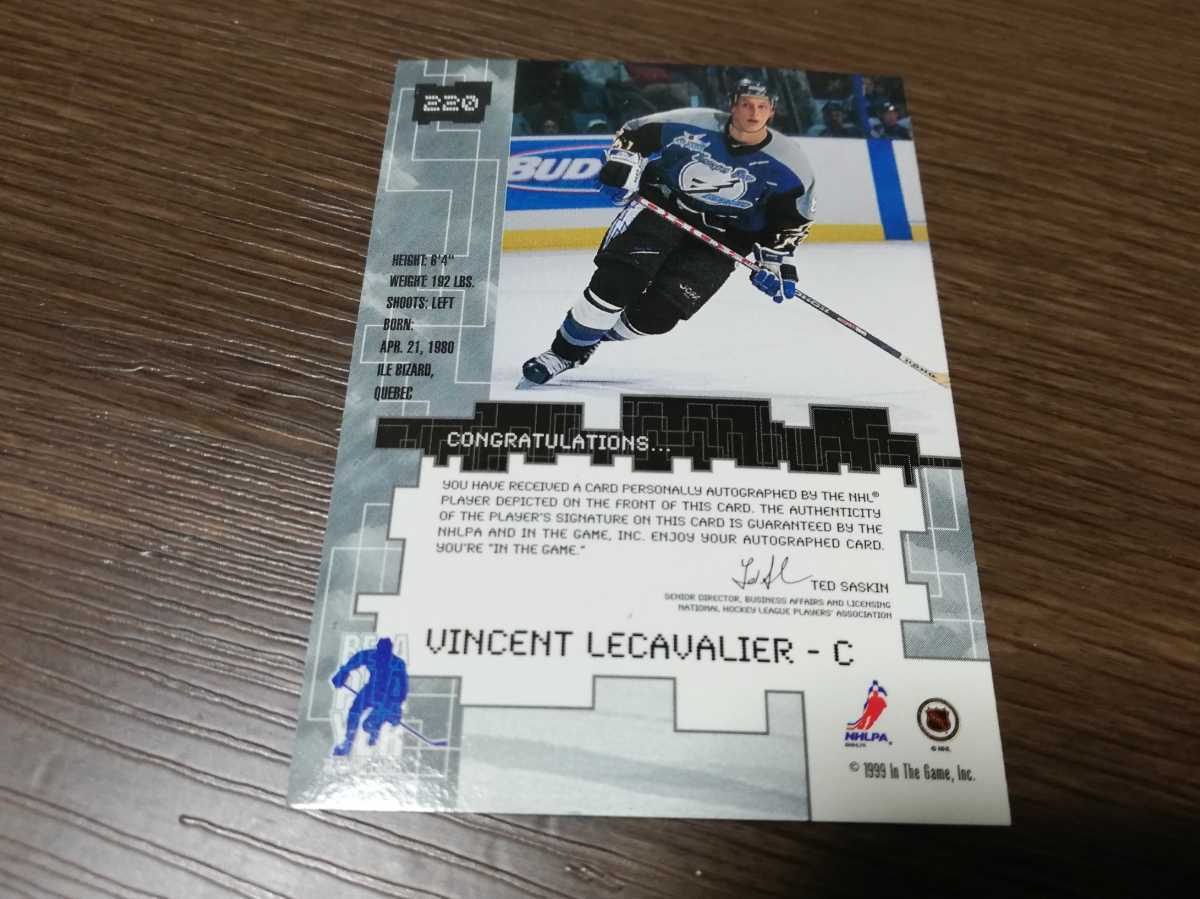 220
BUD
Tampa Bay
HEIGHT: 6'4"
WEIGHT: 192 LBS.
SHOOTS: LEFT
BORN:
APR. 21, 1980
ILE BIZARD,
QUEBEC
CONGRATULATIONS...
YOU HAVE RECEIVED A CARD PERSONALLY AUTOGRAPHED BY THE NHL®
PLAYER DEPICTED ON THE FRONT OF THIS CARD. THE AUTHENTICITY
OF THE PLAYER'S SIGNATURE ON THIS CARD IS GUARANTEED BY THE
NHLPA AND IN THE GAME, INC. ENJOY YOUR AUTOGRAPHED CARD.
YOU'RE "IN THE GAME."
TED SASKIN
SENIOR DIRECTOR, BUSINESS AFFAIRS AND LICENSING
NATIONAL HOCKEY LEAGUE PLAYERS' ASSOCIATION
VINCENT LECAVALIER - C
NHLPA
© NHL
© 1999 In The Game, Inc.